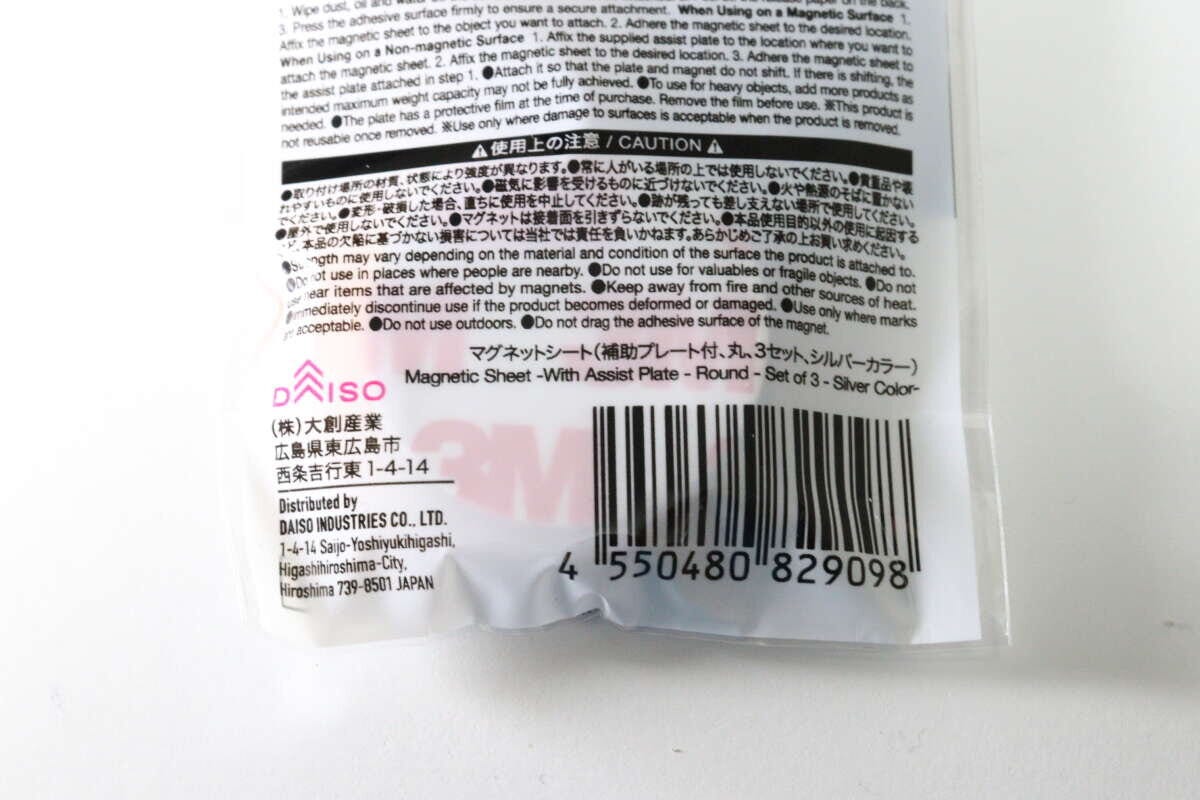 1. Wipe dust, oil and water
3. Press the adhesive surface firmly to ensure a secure attachment. When Using on a Magnetic Surface 1.
Affix the magnetic sheet to the object you want to attach. 2. Adhere the magnetic sheet to the desired location.
When Using on a Non-magnetic Surface 1. Affix the supplied assist plate to the location where you want to
attach the magnetic sheet. 2. Affix the magnetic sheet to the desired location. 3. Adhere the magnetic sheet to
the assist plate attached in step 1. ●Attach it so that the plate and magnet do not shift. If there is shifting, the
intended maximum weight capacity may not be fully achieved. ●To use for heavy objects, add more products as
needed. ●The plate has a protective film at the time of purchase. Remove the film before use. ※This product is
not reusable once removed. ※Use only where damage to surfaces is acceptable when the product is removed.
⚠使用上の注意 / CAUTION⚠
●取り付け場所の材質、状態により強度が異なります。●常に人がいる場所の上では使用しないでください。●貴重品や壊
れやすいものに使用しないでください。●磁気に影響を受けるものに近づけないでください。●火や熱源のそばに置かない
でください。●変形・破損した場合、直ちに使用を中止してください。●跡が残っても差し支えない場所で使用してください。
●屋外で使用しないでください。●マグネットは接着面を引きずらないでください。●本品使用目的以外の使用に起因する
ど、本品の欠陥に基づかない損害については当社では責任を負いかねます。あらかじめご了承の上お買い求めください。
●Strength may vary depending on the material and condition of the surface the product is attached to.
●Do not use in places where people are nearby. ●Do not use for valuables or fragile objects. ●Do not
use near items that are affected by magnets. ●Keep away from fire and other sources of heat.
●Immediately discontinue use if the product becomes deformed or damaged. ●Use only where marks
are acceptable. ●Do not use outdoors. ●Do not drag the adhesive surface of the magnet.
マグネットシート(補助プレート付、丸、3セット、シルバーカラー)
Magnetic Sheet -With Assist Plate - Round - Set of 3 - Silver Color-
DAISO
(株)大創産業
広島県東広島市
西条吉行東1-4-14
Distributed by
DAISO INDUSTRIES CO., LTD.
1-4-14 Saijo-Yoshiyukihigashi,
Higashihiroshima-City,
Hiroshima 739-8501 JAPAN
3M
4 550480 829098